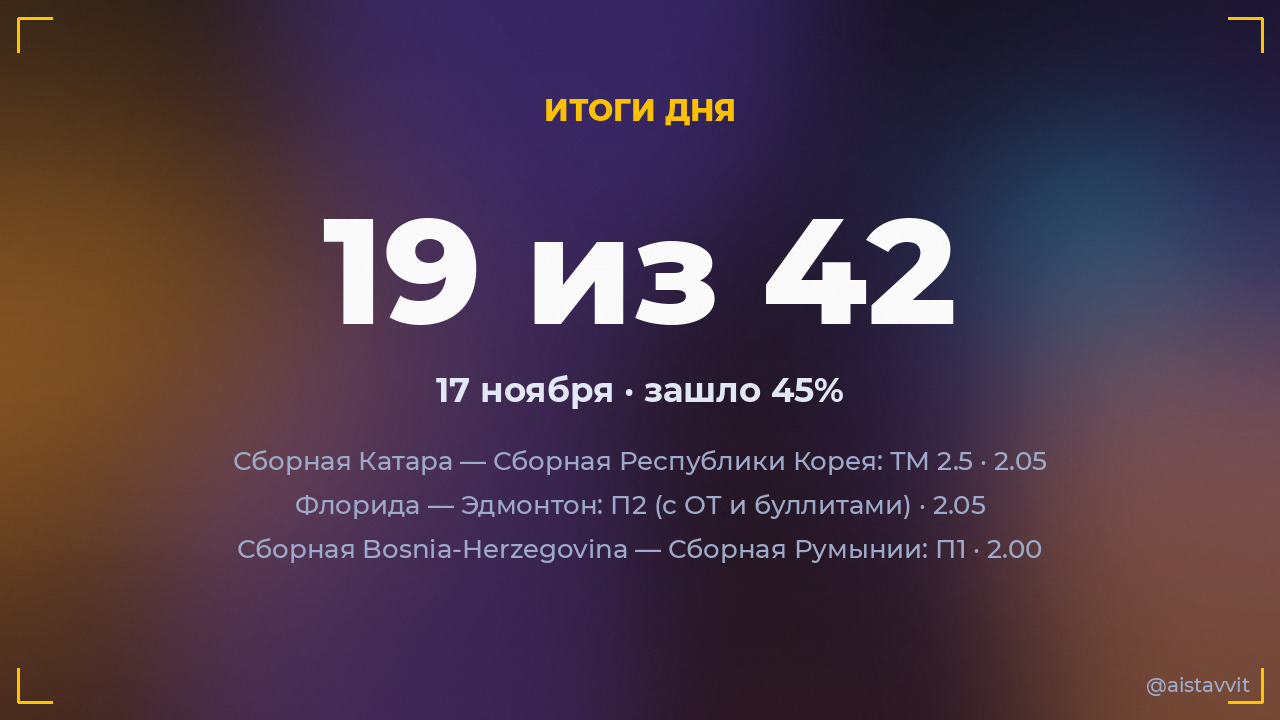 ИТОГИ ДНЯ
19 из 42
17 ноября · зашло 45%
Сборная Катара — Сборная Республики Корея: ТМ 2.5 · 2.05
Флорида — Эдмонтон: П2 (с ОТ и буллитами) · 2.05
Сборная Bosnia-Herzegovina — Сборная Румынии: П1 · 2.00
@aistavvit